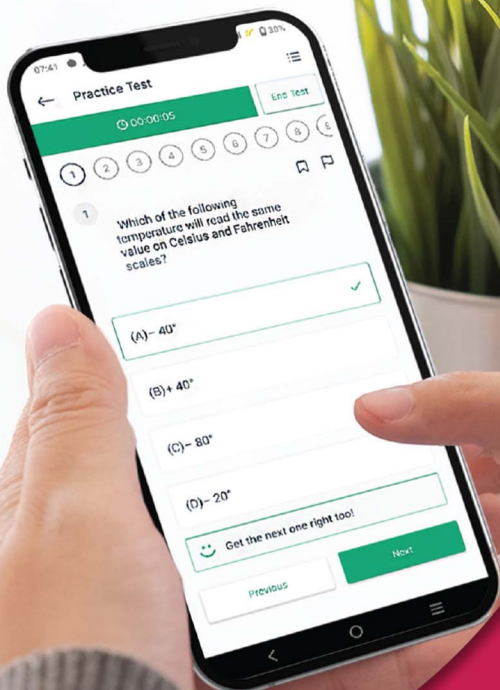 07:41
30%
← Practice Test
00:00:05
End Test
1 2 3 4 5 6 7 8
1
Which of the following
temperature will read the same
value on Celsius and Fahrenheit
scales?
(A)– 40°
(B)+ 40°
(C)– 80°
(D)– 20°
Get the next one right too!
Previous
Next